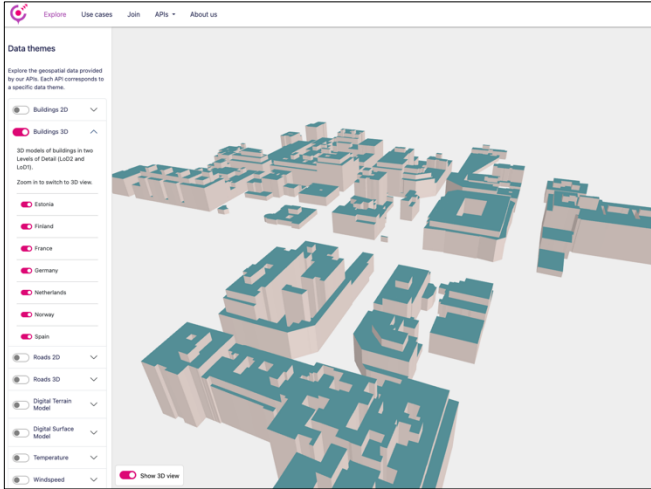 Explore Use cases Join APIs About us
Data themes
Explore the geospatial data provided
by our APIs. Each API corresponds to
a specific data theme.
Buildings 2D
Buildings 3D
3D models of buildings in two
Levels of Detail (LoD2 and
LoD1).
Zoom in to switch to 3D view.
Estonia
Finland
France
Germany
Netherlands
Norway
Spain
Roads 2D
Roads 3D
Digital Terrain
Model
Digital Surface
Model
Temperature
Windspeed
Show 3D view